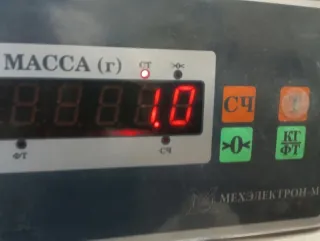 МАССА (г)
СТ >0<
1.0
ФТ СЧ
СЧ
>0< КГ
ФТ
МЕХЭЛЕКТРОН-М